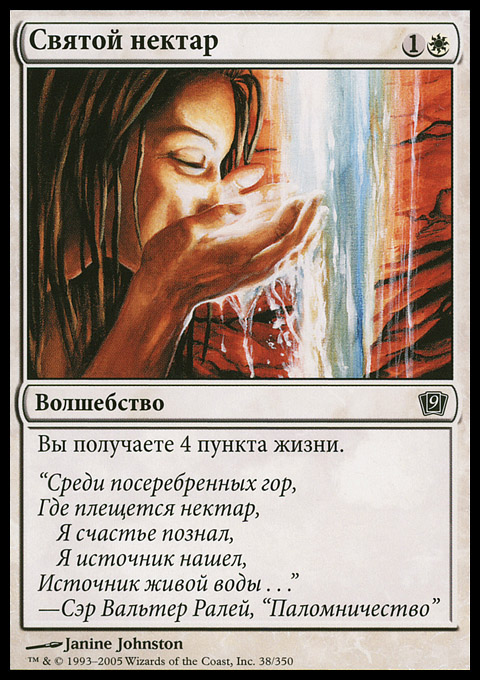 Святой нектар
1
Волшебство
9
Вы получаете 4 пункта жизни.
“Среди посеребренных гор,
Где плещется нектар,
Я счастье познал,
Я источник нашел,
Источник живой воды . . .”
—Сэр Вальтер Ралей, “Паломничество”
Janine Johnston
™ & © 1993–2005 Wizards of the Coast, Inc. 38/350